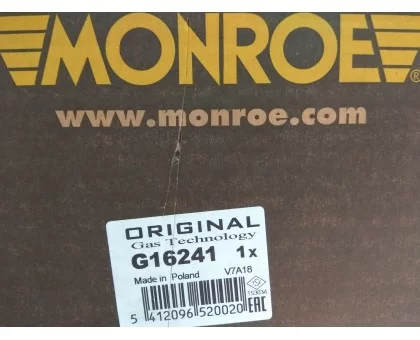 MONROE®
www.monroe.com
ORIGINAL
Gas Technology
G16241 1x
Made in Poland V7A18
5 412096 520020
EAC